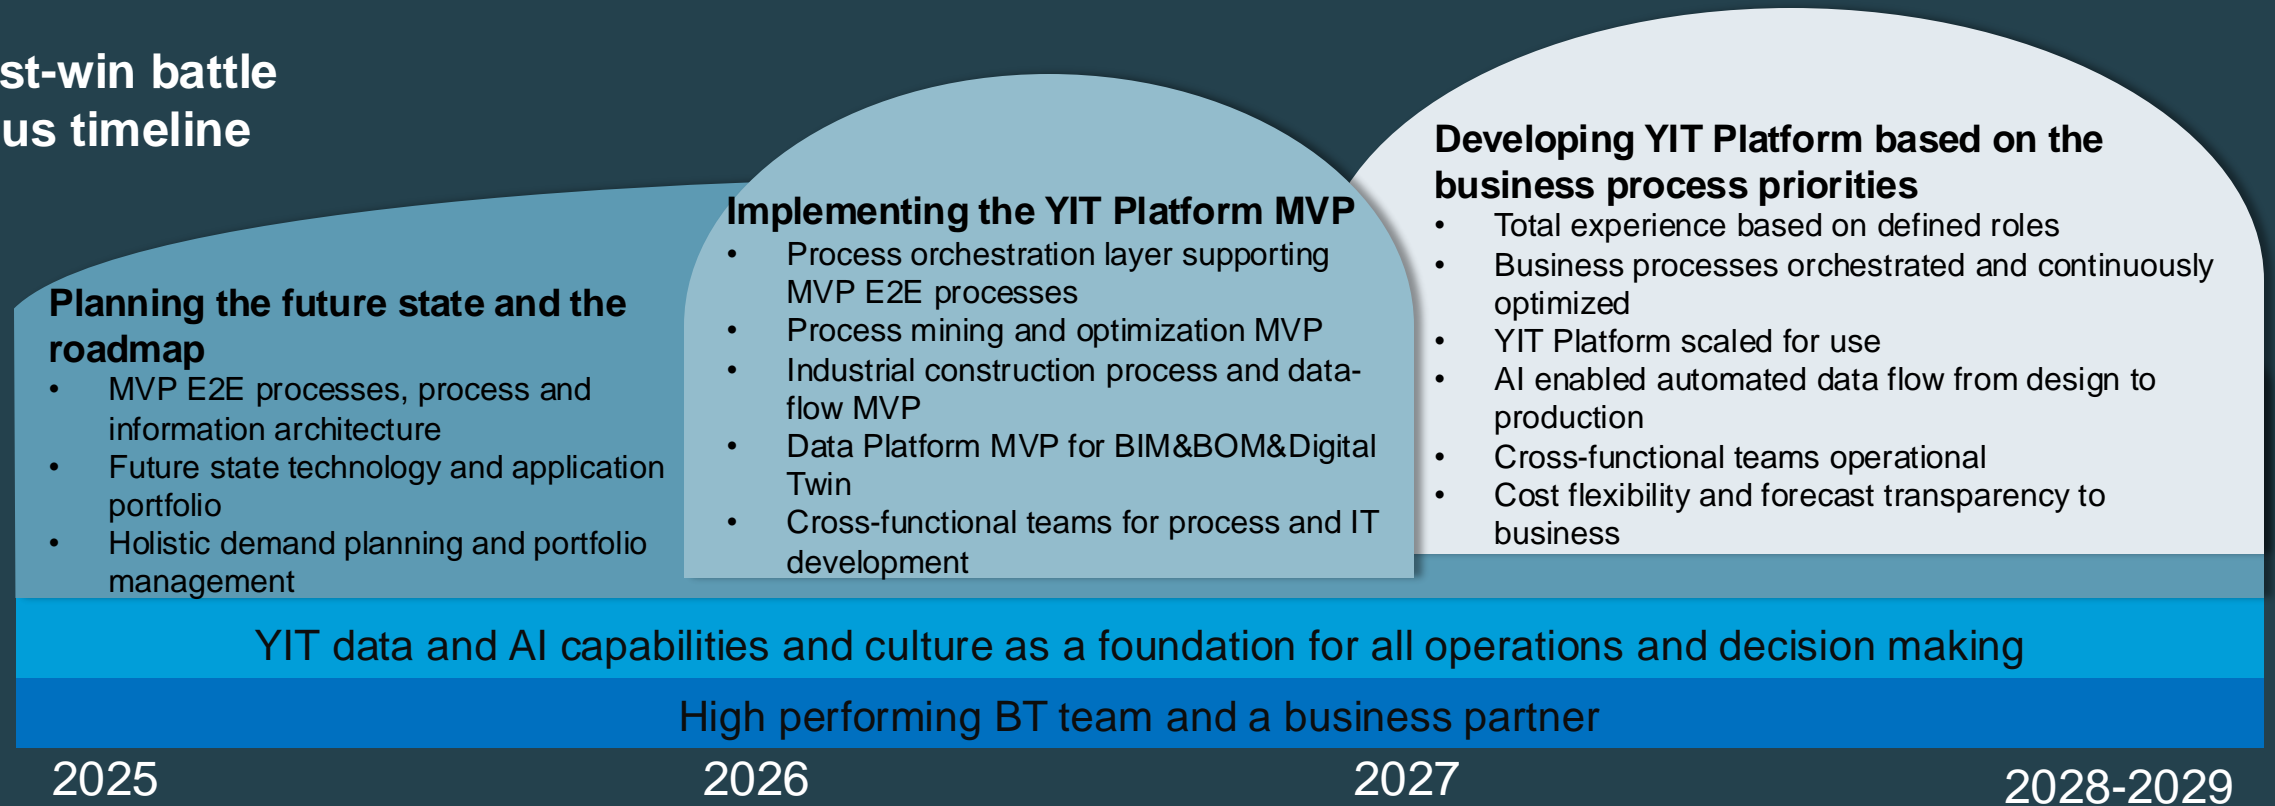 st-win battle
us timeline
Planning the future state and the
roadmap
• MVP E2E processes, process and
information architecture
• Future state technology and application
portfolio
• Holistic demand planning and portfolio
management
Implementing the YIT Platform MVP
• Process orchestration layer supporting
MVP E2E processes
• Process mining and optimization MVP
• Industrial construction process and data-
flow MVP
• Data Platform MVP for BIM&BOM&Digital
Twin
• Cross-functional teams for process and IT
development
Developing YIT Platform based on the
business process priorities
• Total experience based on defined roles
• Business processes orchestrated and continuously
optimized
• YIT Platform scaled for use
• AI enabled automated data flow from design to
production
• Cross-functional teams operational
• Cost flexibility and forecast transparency to
business
YIT data and AI capabilities and culture as a foundation for all operations and decision making
High performing BT team and a business partner
2025
2026
2027
2028-2029